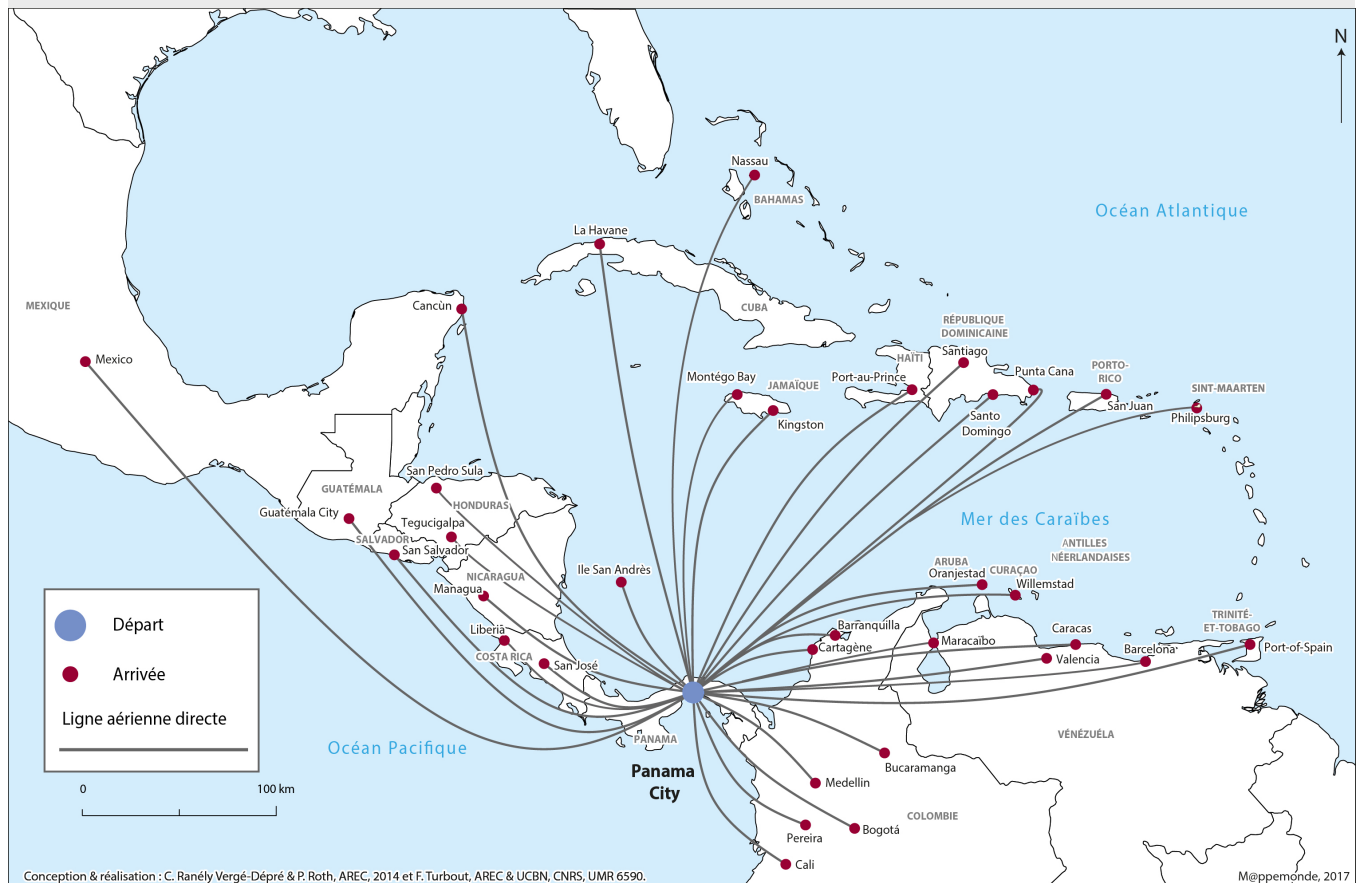 N
Nassau
BAHAMAS
Océan Atlantique
La Havane
MEXIQUE
Cancùn
CUBA
RÉPUBLIQUE
DOMINICAINE
Mexico
HAÏTI
Santiago
Montégo Bay
JAMAÏQUE
Port-au-Prince
Punta Cana
PORTO-
RICO
SINT-MAARTEN
San Juan
Philipsburg
Kingston
Santo
Domingo
San Pedro Sula
GUATÉMALA
HONDURAS
Guatémala City
Tegucigalpa
Mer des Caraïbes
SALVADOR
San Salvador
ANTILLES
NÉERLANDAISES
NICARAGUA
Managua
Ile San Andrès
ARUBA
Oranjestad
CURAÇAO
Willemstad
Départ
Liberia
Barranquilla
Cartagène
Maracaïbo
Caracas
TRINITÉ-
ET-TOBAGO
Barcelona
Port-of-Spain
COSTA RICA
San José
Valencia
Arrivée
Ligne aérienne directe
Océan Pacifique
PANAMA
VÉNÉZUÉLA
Panama
City
Bucaramanga
Medellin
0
100 km
COLOMBIE
Pereira
Bogotá
Cali
Conception & réalisation : C. Ranély Vergé-Dépré & P. Roth, AREC, 2014 et F. Turbout, AREC & UCBN, CNRS, UMR 6590.
M@ppemonde, 2017